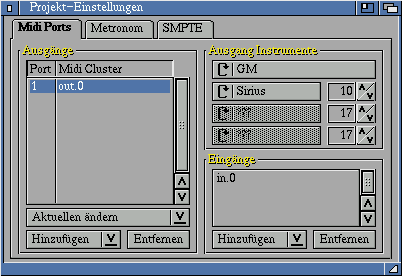 Projekt-Einstellungen
Midi Ports Metronom SMPTE
Ausgänge
Port Midi Cluster
1 out.0
Aktuellen ändern
Hinzufügen Entfernen
Ausgang Instrumente
GM
Sirius 10
??? 17
??? 17
Eingänge
in.0
Hinzufügen Entfernen